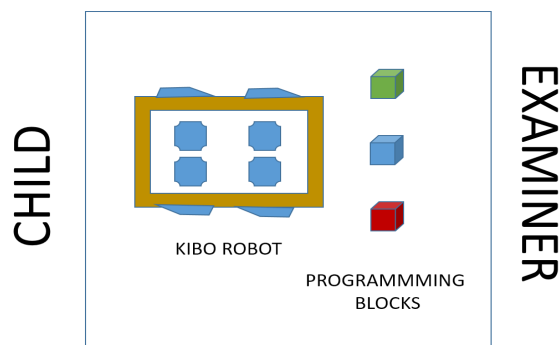 CHILD
KIBO ROBOT
PROGRAMMMING
BLOCKS
EXAMINER